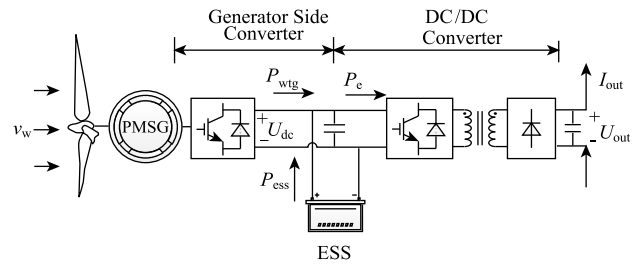 Generator Side
Converter
DC/DC
Converter
P_wtg
P_e
I_out
v_w
PMSG
+
-
U_dc
+
-
U_out
P_ess
+ -
ESS